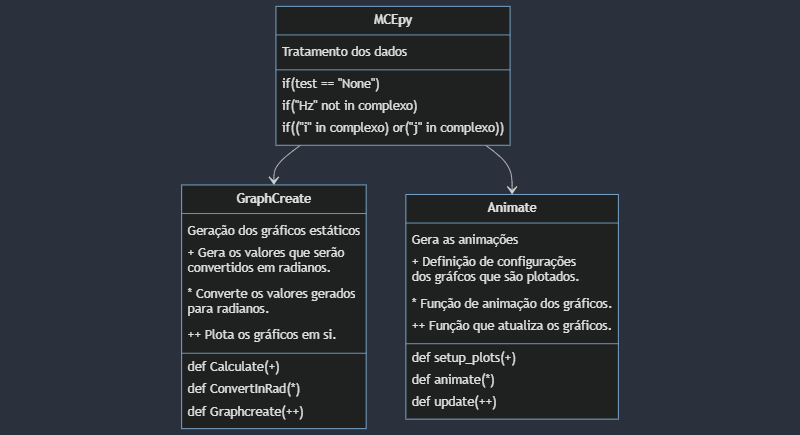 MCEpy
Tratamento dos dados
if(test == "None")
if("Hz" not in complexo)
if(("i" in complexo) or("j" in complexo))
GraphCreate
Geração dos gráficos estáticos
+ Gera os valores que serão
convertidos em radianos.
* Converte os valores gerados
para radianos.
++ Plota os gráficos em si.
def Calculate(+)
def ConvertInRad(*)
def Graphcreate(++)
Animate
Gera as animações
+ Definição de configurações
dos gráfcos que são plotados.
* Função de animação dos gráficos.
++ Função que atualiza os gráficos.
def setup_plots(+)
def animate(*)
def update(++)